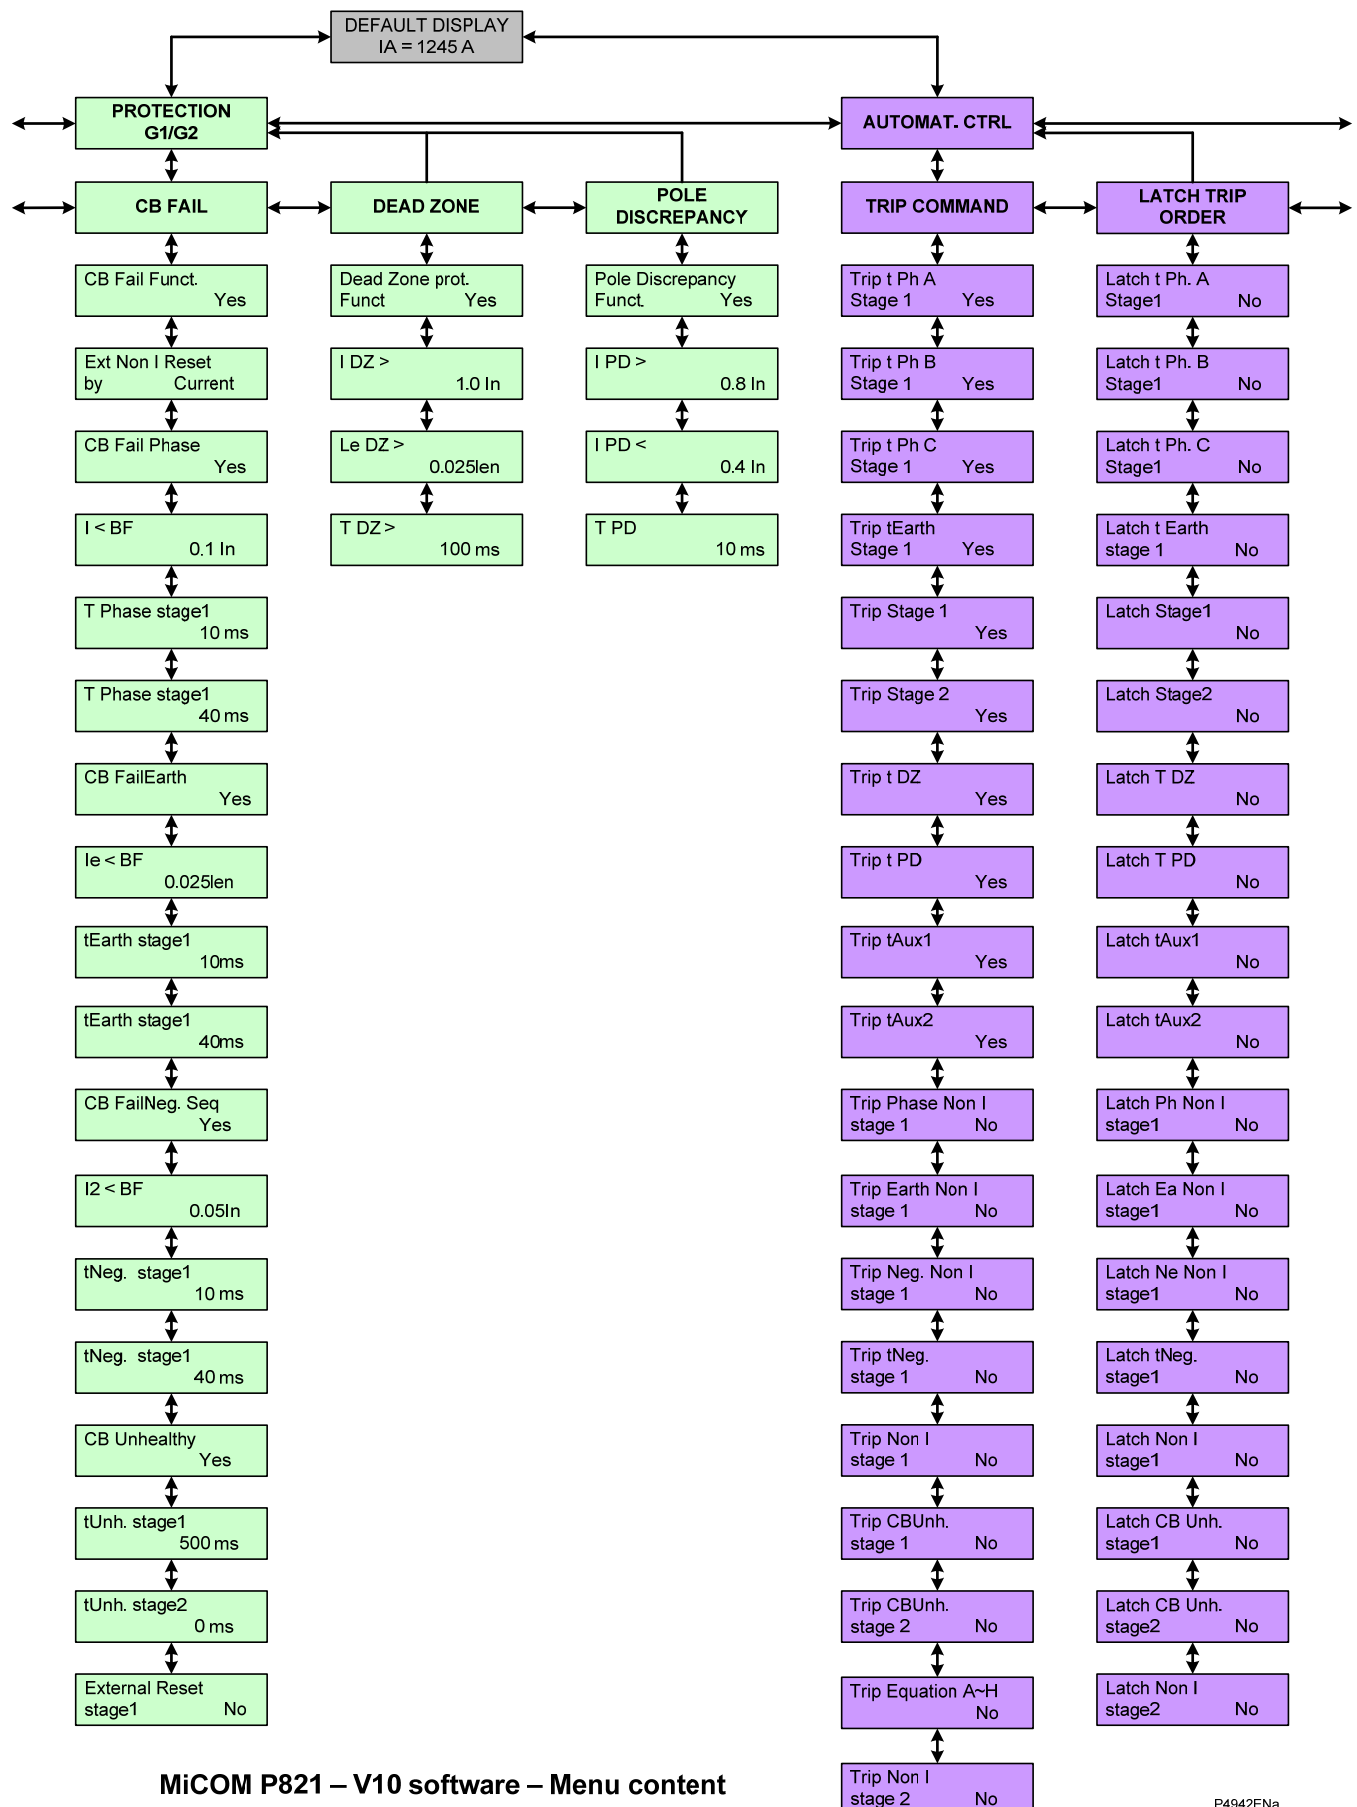 DEFAULT DISPLAY
IA = 1245 A
PROTECTION
G1/G2
AUTOMAT. CTRL
CB FAIL
DEAD ZONE
POLE
DISCREPANCY
TRIP COMMAND
LATCH TRIP
ORDER
CB Fail Funct.
Yes
Ext Non I Reset
by Current
CB Fail Phase
Yes
I < BF
0.1 In
T Phase stage1
10 ms
T Phase stage1
40 ms
CB FailEarth
Yes
Ie < BF
0.025Ien
tEarth stage1
10ms
tEarth stage1
40ms
CB FailNeg. Seq
Yes
I2 < BF
0.05In
tNeg. stage1
10 ms
tNeg. stage1
40 ms
CB Unhealthy
Yes
tUnh. stage1
500 ms
tUnh. stage2
0 ms
External Reset
stage1 No
Dead Zone prot.
Funct Yes
I DZ >
1.0 In
Le DZ >
0.025Ien
T DZ >
100 ms
Pole Discrepancy
Funct. Yes
I PD >
0.8 In
I PD <
0.4 In
T PD
10 ms
Trip t Ph A
Stage 1 Yes
Trip t Ph B
Stage 1 Yes
Trip t Ph C
Stage 1 Yes
Trip tEarth
Stage 1 Yes
Trip Stage 1
Yes
Trip Stage 2
Yes
Trip t DZ
Yes
Trip t PD
Yes
Trip tAux1
Yes
Trip tAux2
Yes
Trip Phase Non I
stage 1 No
Trip Earth Non I
stage 1 No
Trip Neg. Non I
stage 1 No
Trip tNeg.
stage 1 No
Trip Non I
stage 1 No
Trip CBUnh.
stage 1 No
Trip CBUnh.
stage 2 No
Trip Equation A~H
No
Trip Non I
stage 2 No
Latch t Ph. A
Stage1 No
Latch t Ph. B
Stage1 No
Latch t Ph. C
Stage1 No
Latch t Earth
stage 1 No
Latch Stage1
No
Latch Stage2
No
Latch T DZ
No
Latch T PD
No
Latch tAux1
No
Latch tAux2
No
Latch Ph Non I
stage1 No
Latch Ea Non I
stage1 No
Latch Ne Non I
stage1 No
Latch tNeg.
stage1 No
Latch Non I
stage1 No
Latch CB Unh.
stage1 No
Latch CB Unh.
stage2 No
Latch Non I
stage2 No
MiCOM P821 – V10 software – Menu content
P4942ENa